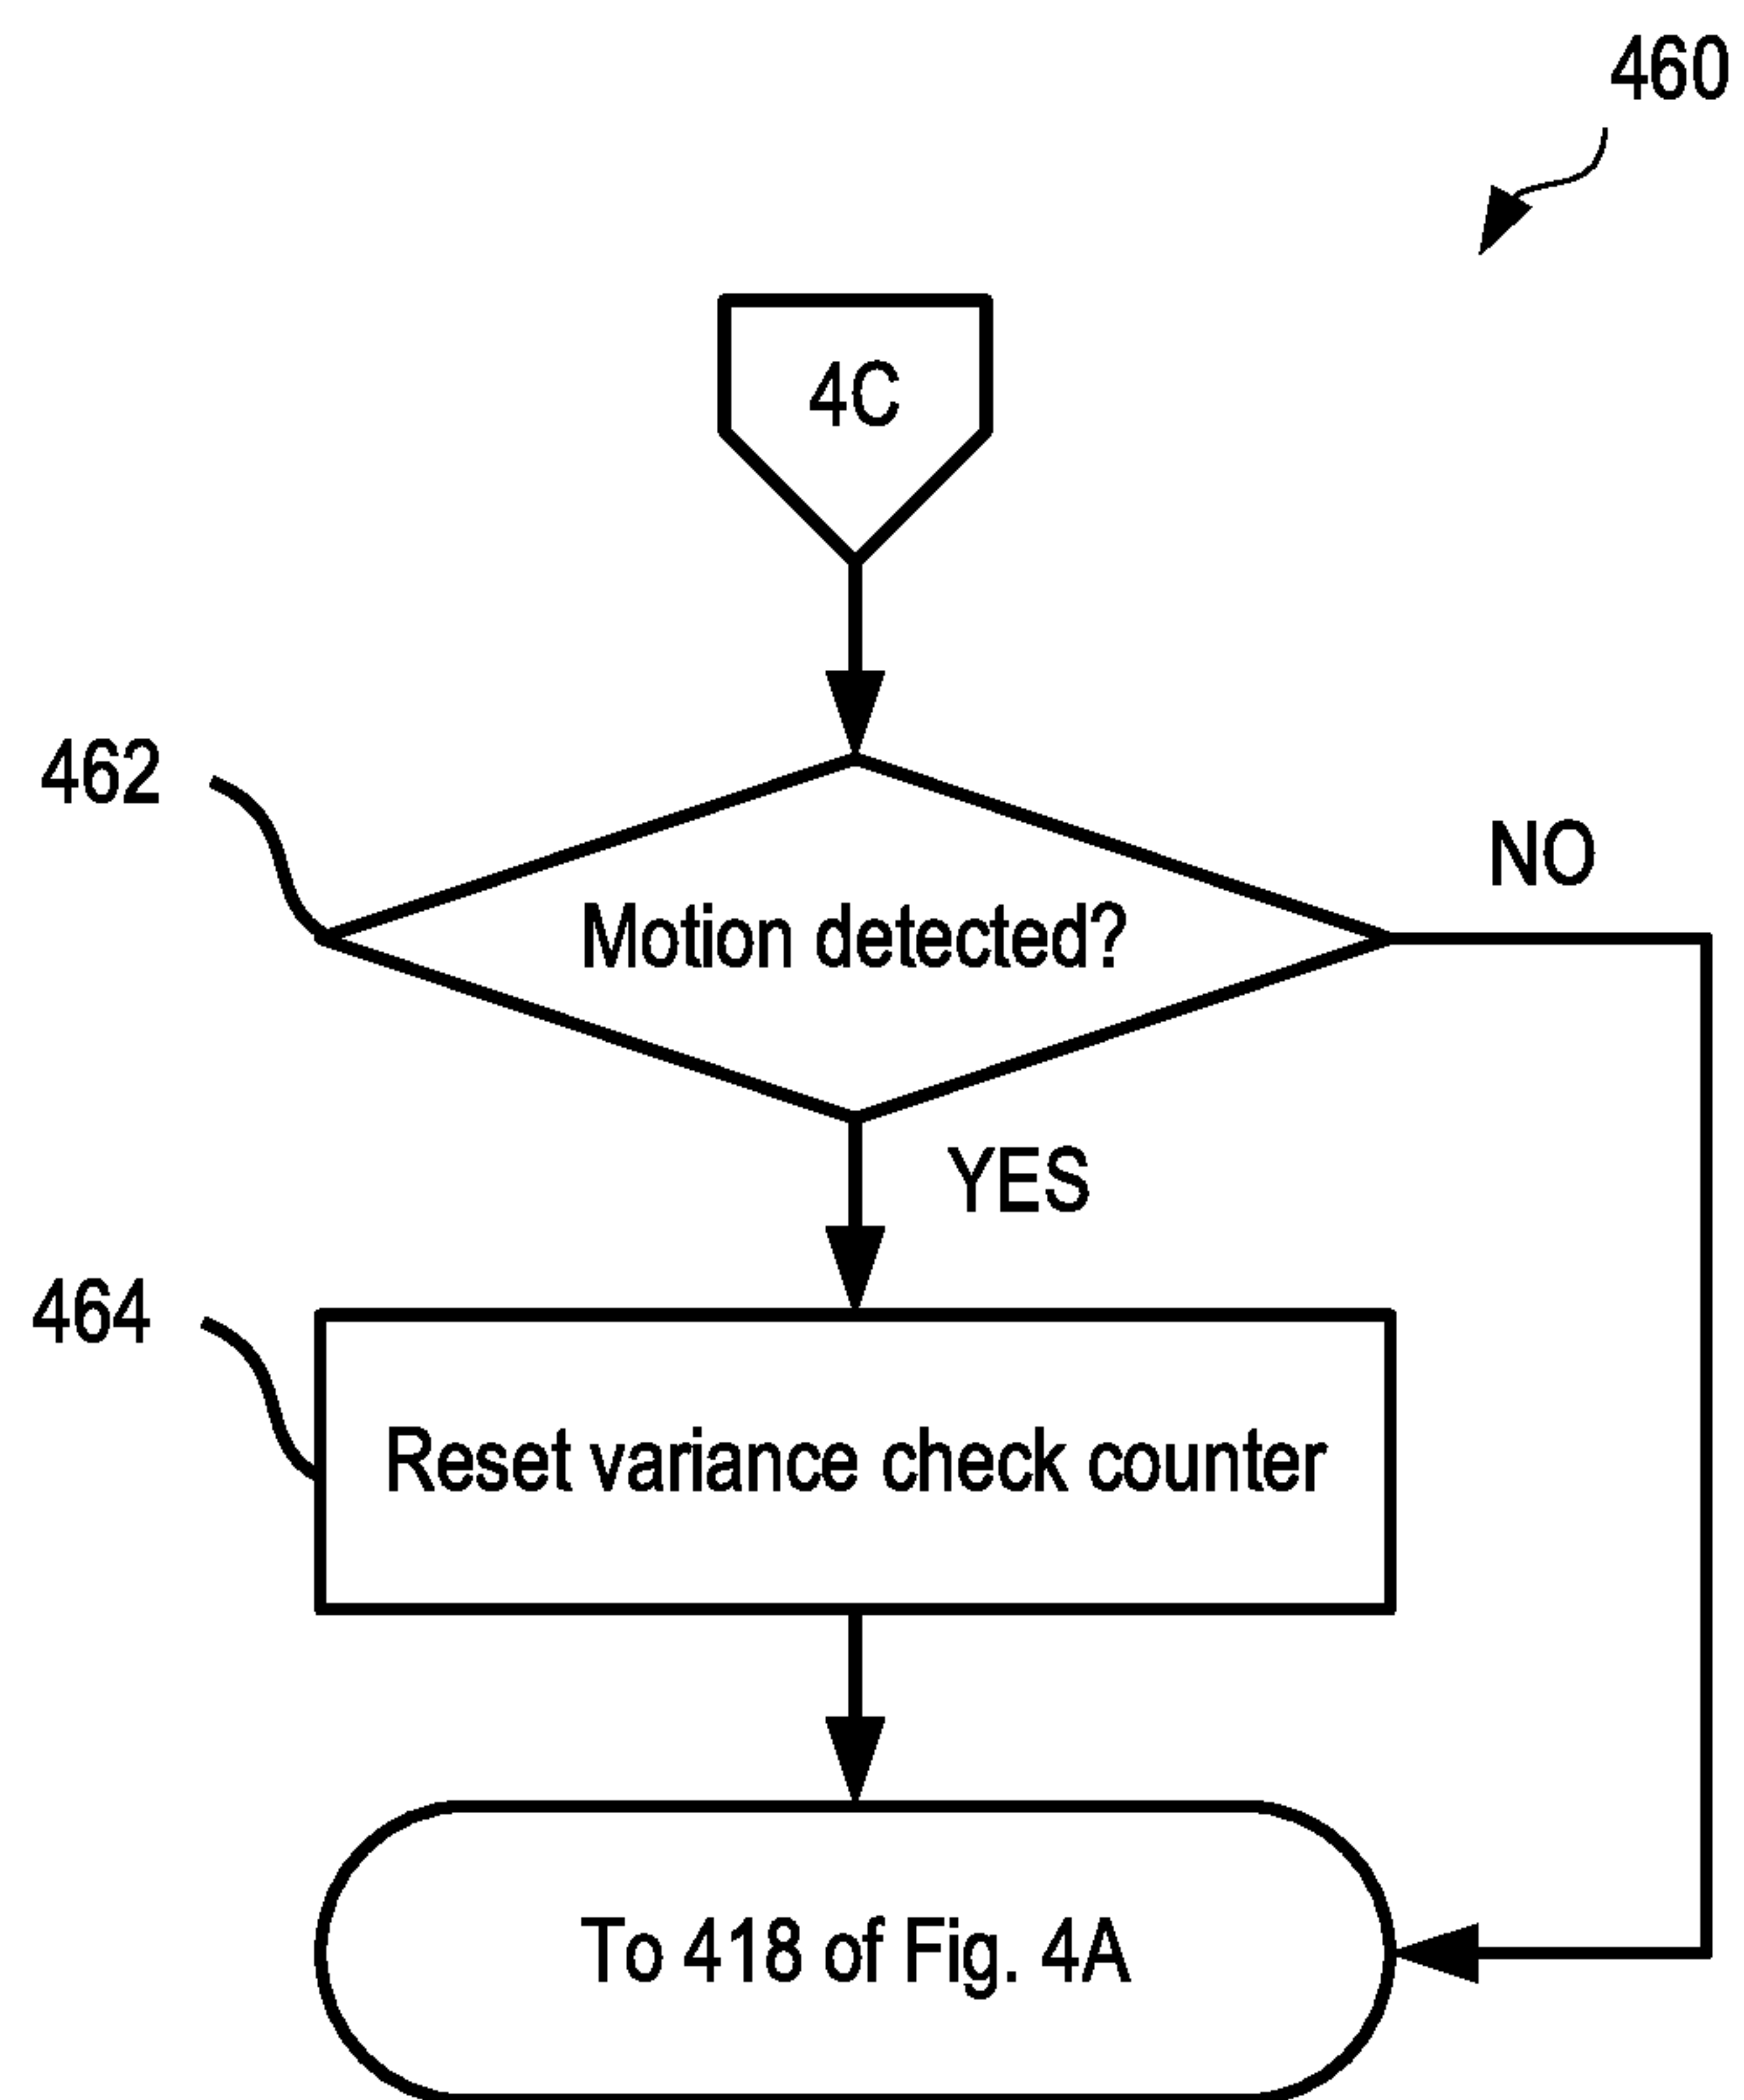 460
4C
462
NO
Motion detected?
YES
464
Reset variance check counter
To 418 of Fig. 4A